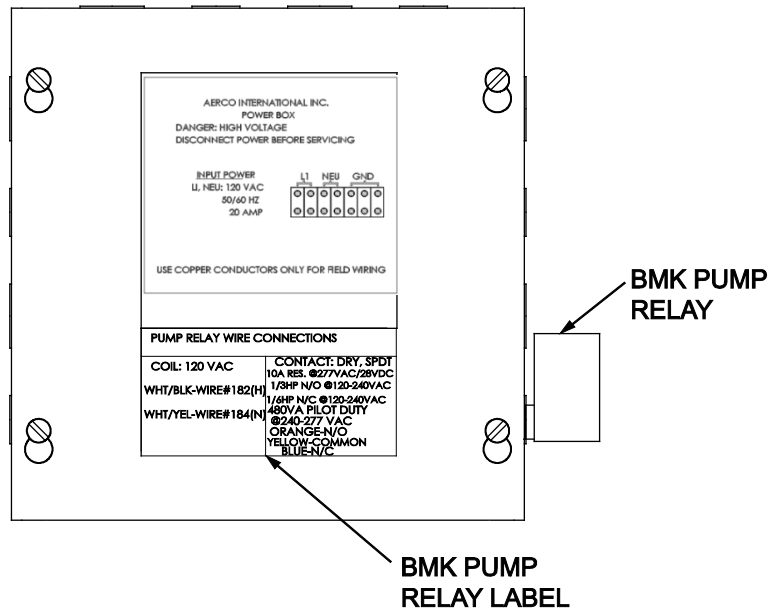 AERCO INTERNATIONAL INC.
POWER BOX
DANGER: HIGH VOLTAGE
DISCONNECT POWER BEFORE SERVICING
INPUT POWER
LI, NEU: 120 VAC
50/60 HZ
20 AMP
L1 NEU GND
USE COPPER CONDUCTORS ONLY FOR FIELD WIRING
PUMP RELAY WIRE CONNECTIONS
COIL: 120 VAC
WHT/BLK-WIRE#182(H)
WHT/YEL-WIRE#184(N)
CONTACT: DRY, SPDT
10A RES. @277VAC/28VDC
1/3HP N/O @120-240VAC
1/6HP N/C @120-240VAC
480VA PILOT DUTY
@240-277 VAC
ORANGE-N/O
YELLOW-COMMON
BLUE-N/C
BMK PUMP
RELAY
BMK PUMP
RELAY LABEL